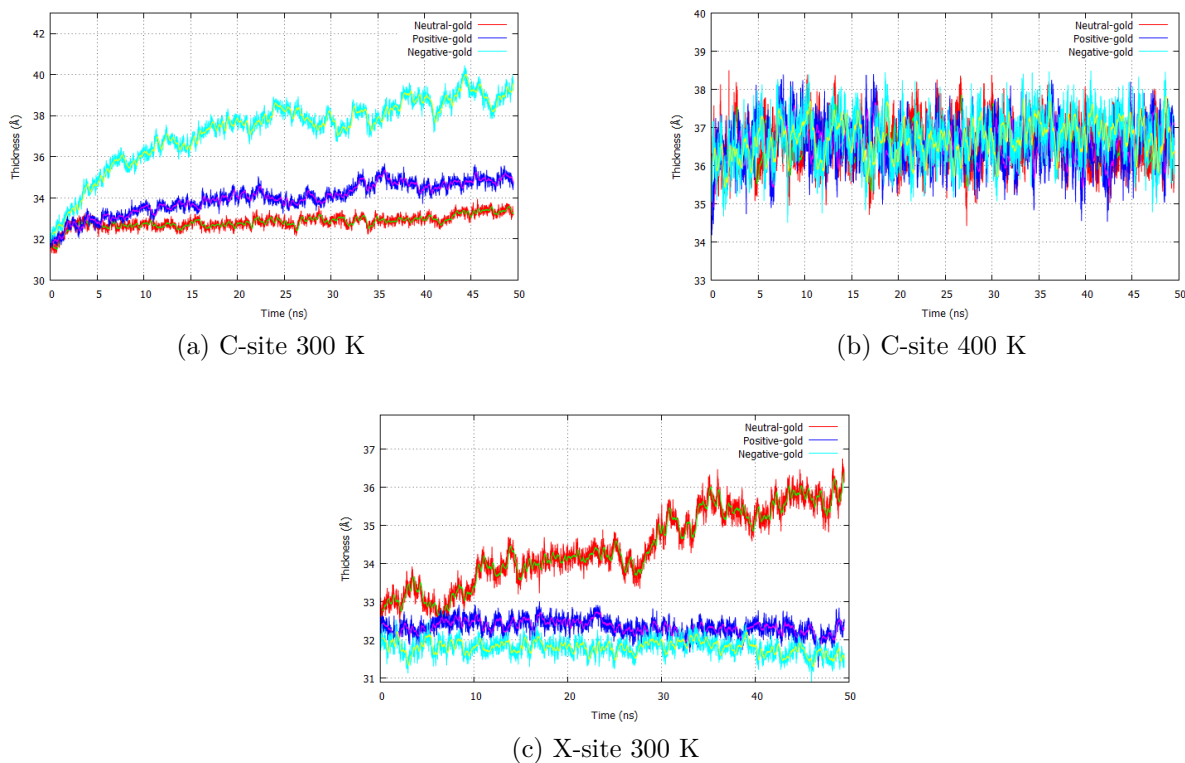 Neutral-gold
Positive-gold
Negative-gold
Thickness (Å)
42
40
38
36
34
32
30
0 5 10 15 20 25 30 35 40 45 50
Time (ns)
(a) C-site 300 K
Neutral-gold
Positive-gold
Negative-gold
Thickness (Å)
40
39
38
37
36
35
34
33
0 5 10 15 20 25 30 35 40 45 50
Time (ns)
(b) C-site 400 K
Neutral-gold
Positive-gold
Negative-gold
Thickness (Å)
37
36
35
34
33
32
31
0 10 20 30 40 50
Time (ns)
(c) X-site 300 K